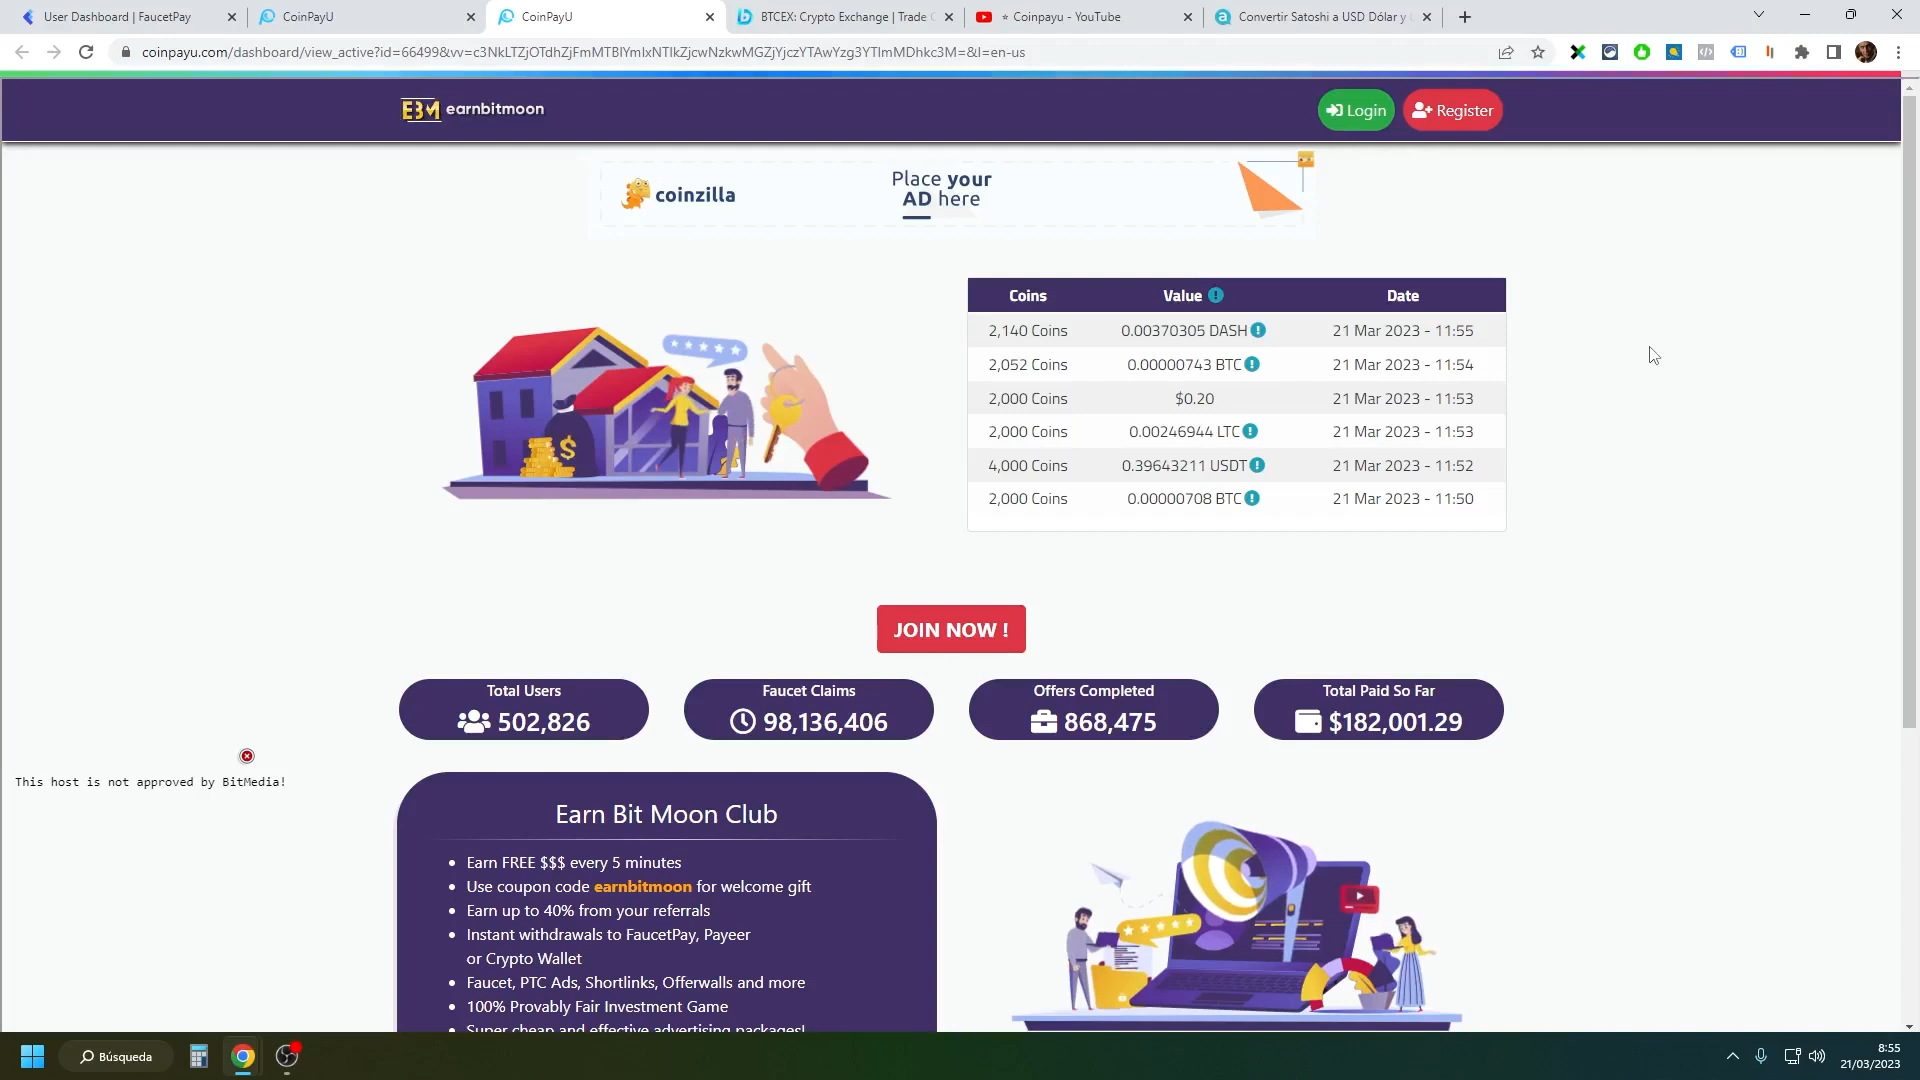 User Dashboard | FaucetPay
CoinPayU
CoinPayU
BTCEX: Crypto Exchange | Trade
Coinpayu - YouTube
Convertir Satoshi a USD Dólar y
coinpayu.com/dashboard/view_active?id=66499&vv=c3NkLTZjOTdhZjFmMTBlYmIxNTlkZjcwNzkwMGZjYjczYTAwYzg3YTlmMDhkc3M=&l=en-us
EBM earnbitmoon
Login
Register
coinzilla
Place your
AD here
Coins Value Date
2,140 Coins 0.00370305 DASH 21 Mar 2023 - 11:55
2,052 Coins 0.00000743 BTC 21 Mar 2023 - 11:54
2,000 Coins $0.20 21 Mar 2023 - 11:53
2,000 Coins 0.00246944 LTC 21 Mar 2023 - 11:53
4,000 Coins 0.39643211 USDT 21 Mar 2023 - 11:52
2,000 Coins 0.00000708 BTC 21 Mar 2023 - 11:50
JOIN NOW !
Total Users
502,826
Faucet Claims
98,136,406
Offers Completed
868,475
Total Paid So Far
$182,001.29
This host is not approved by BitMedia!
Earn Bit Moon Club
• Earn FREE $$$ every 5 minutes
• Use coupon code earnbitmoon for welcome gift
• Earn up to 40% from your referrals
• Instant withdrawals to FaucetPay, Payeer
or Crypto Wallet
• Faucet, PTC Ads, Shortlinks, Offerwalls and more
• 100% Provably Fair Investment Game
• Super cheap and effective advertising packages!
Búsqueda
8:55
21/03/2023